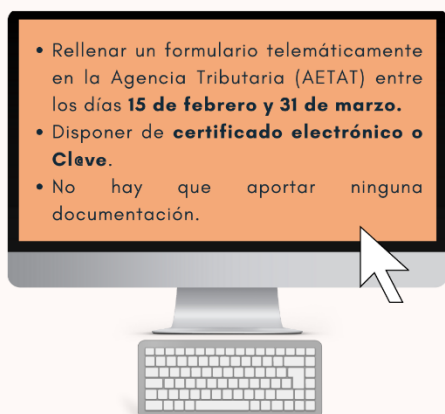 • Rellenar un formulario telemáticamente
en la Agencia Tributaria (AETAT) entre
los días 15 de febrero y 31 de marzo.
• Disponer de certificado electrónico o
Cl@ve.
• No hay que aportar ninguna
documentación.